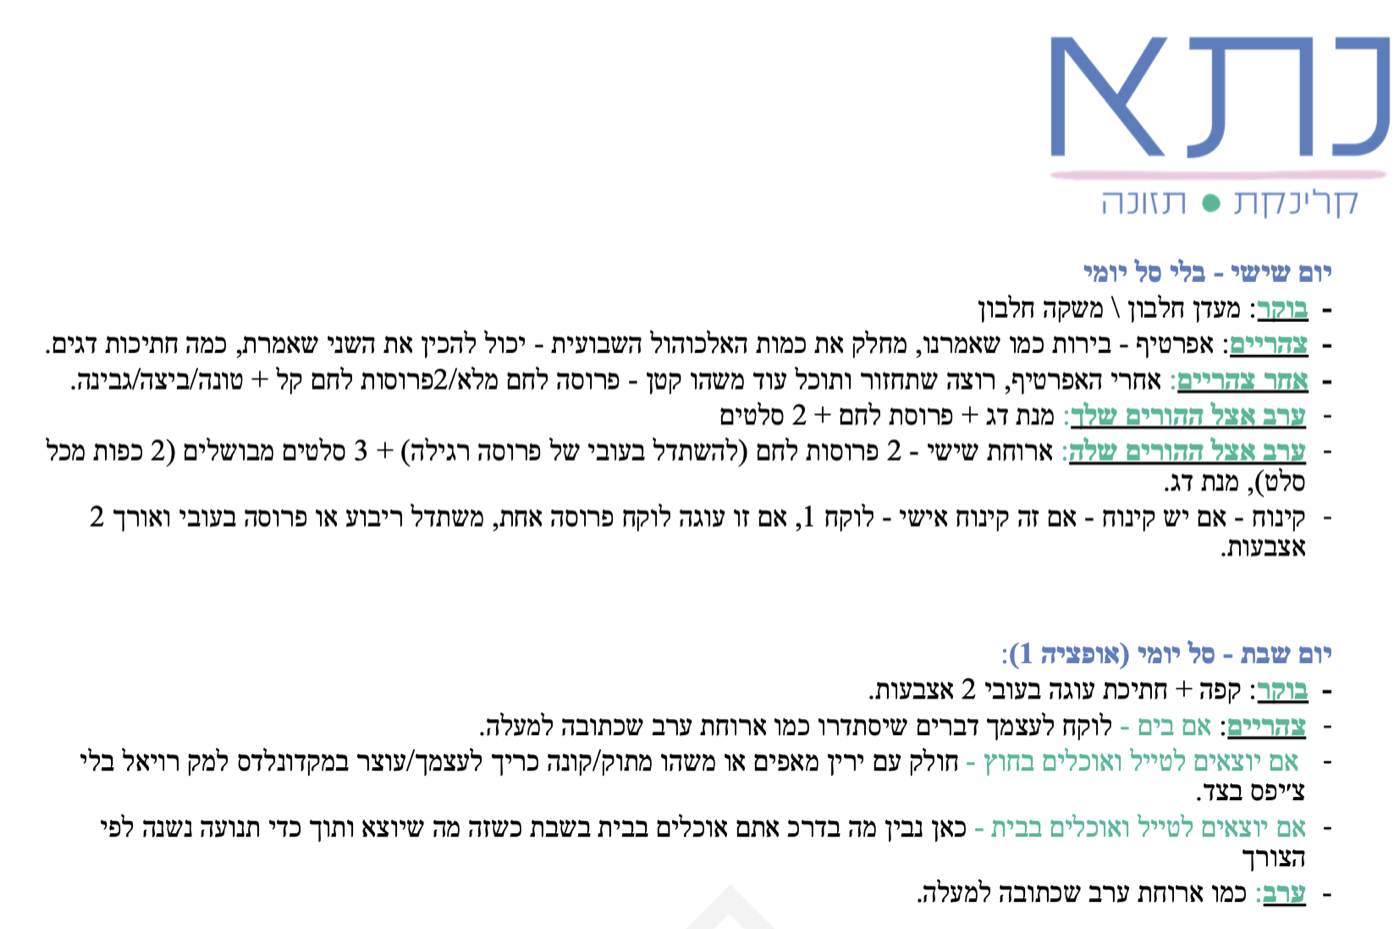 נתא
קרינקת • תזונה
יום שישי - בלי סל יומי
- בוקר: מעדן חלבון \ משקה חלבון
- צהריים: אפרטיף - בירות כמו שאמרנו, מחלק את כמות האלכוהול השבועית - יכול להכין את השני שאמרת, כמה חתיכות דגים.
- אחר צהריים: אחרי האפרטיף, רוצה שתחזור ותוכל עוד משהו קטן - פרוסה לחם מלא/2פרוסות לחם קל + טונה/ביצה/גבינה.
- ערב אצל ההורים שלך: מנת דג + פרוסת לחם + 2 סלטים
- ערב אצל ההורים שלה: ארוחת שישי - 2 פרוסות לחם (להשתדל בעובי של פרוסה רגילה) + 3 סלטים מבושלים (2 כפות מכל
סלט), מנת דג.
- קינוח - אם יש קינוח - אם זה קינוח אישי - לוקח 1, אם זו עוגה לוקח פרוסה אחת, משתדל ריבוע או פרוסה בעובי ואורך 2
אצבעות.
יום שבת - סל יומי (אופציה 1):
- בוקר: קפה + חתיכת עוגה בעובי 2 אצבעות.
- צהריים: אם בים - לוקח לעצמך דברים שיסתדרו כמו ארוחת ערב שכתובה למעלה.
- אם יוצאים לטייל ואוכלים בחוץ - חולק עם ירין מאפים או משהו מתוק/קונה כריך לעצמך/עוצר במקדונלדס למק רויאל בלי
צ׳יפס בצד.
- אם יוצאים לטייל ואוכלים בבית - כאן נבין מה בדרכ אתם אוכלים בבית בשבת כשזה מה שיוצא ותוך כדי תנועה נשנה לפי
הצורך
- ערב: כמו ארוחת ערב שכתובה למעלה.